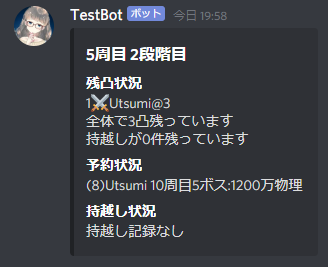 TestBot ボット 今日 19:58
5周目 2段階目
残凸状況
1⚔️Utsumi@3
全体で3凸残っています
持越しが0件残っています
予約状況
(8)Utsumi 10周目5ボス:1200万物理
持越し状況
持越し記録なし